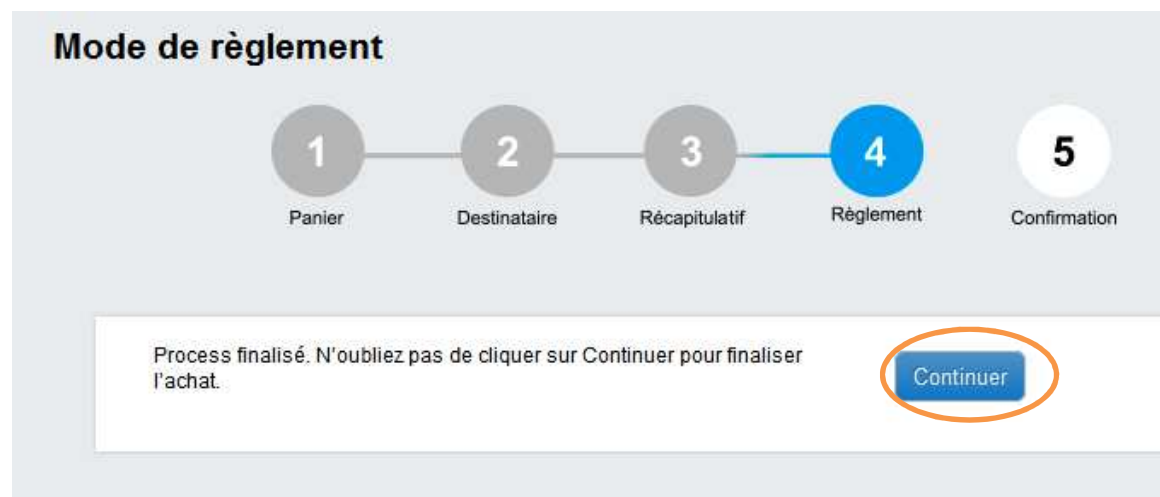 Mode de règlement
1
2
3
4
5
Panier
Destinataire
Récapitulatif
Règlement
Confirmation
Process finalisé. N'oubliez pas de cliquer sur Continuer pour finaliser
l'achat.
Continuer